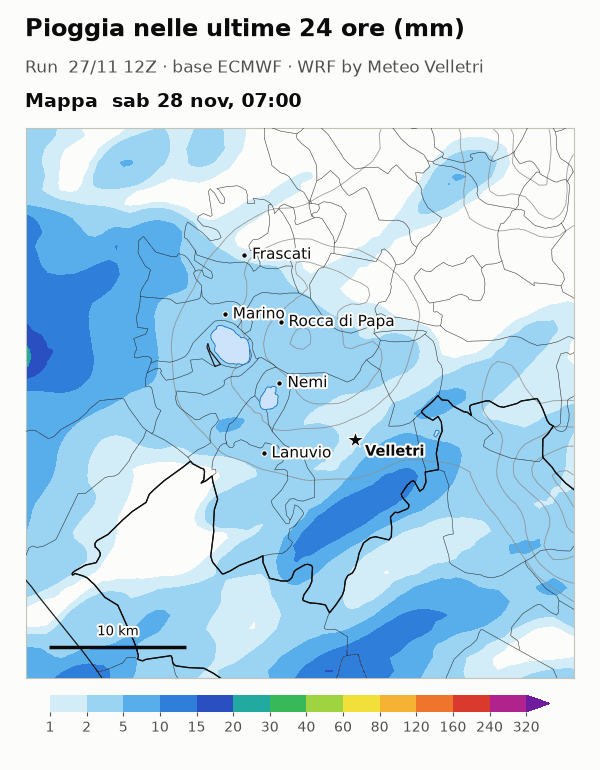 Pioggia nelle ultime 24 ore (mm)
Run 27/11 12Z · base ECMWF · WRF by Meteo Velletri
Mappa sab 28 nov, 07:00
Frascati
Marino
Rocca di Papa
Nemi
Velletri
Lanuvio
10 km
1 2 5 10 15 20 30 40 60 80 120 160 240 320